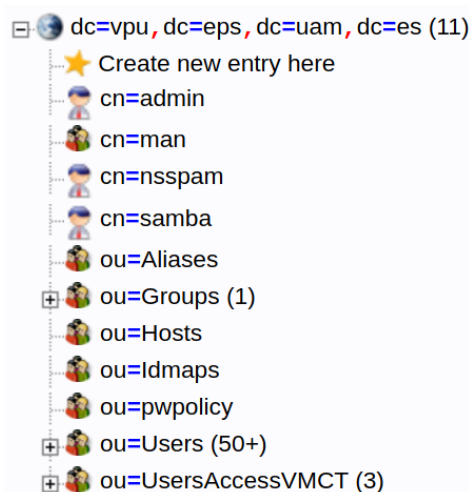 dc=vpu,dc=eps,dc=uam,dc=es (11)
Create new entry here
cn=admin
cn=man
cn=nsspam
cn=samba
ou=Aliases
ou=Groups (1)
ou=Hosts
ou=Idmaps
ou=pwpolicy
ou=Users (50+)
ou=UsersAccessVMCT (3)